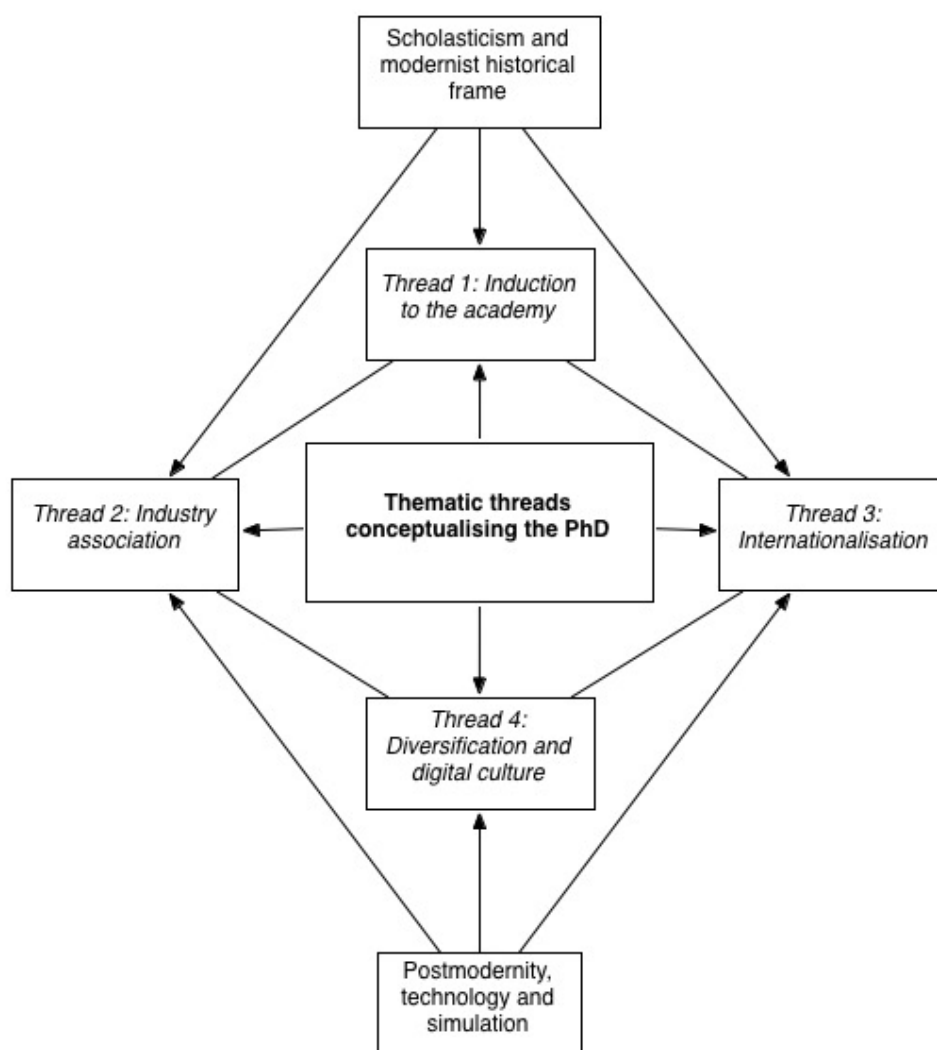 Scholasticism and
modernist historical
frame
Thread 1: Induction
to the academy
Thematic threads
conceptualising the PhD
Thread 2: Industry
association
Thread 3:
Internationalisation
Thread 4:
Diversification and
digital culture
Postmodernity,
technology and
simulation